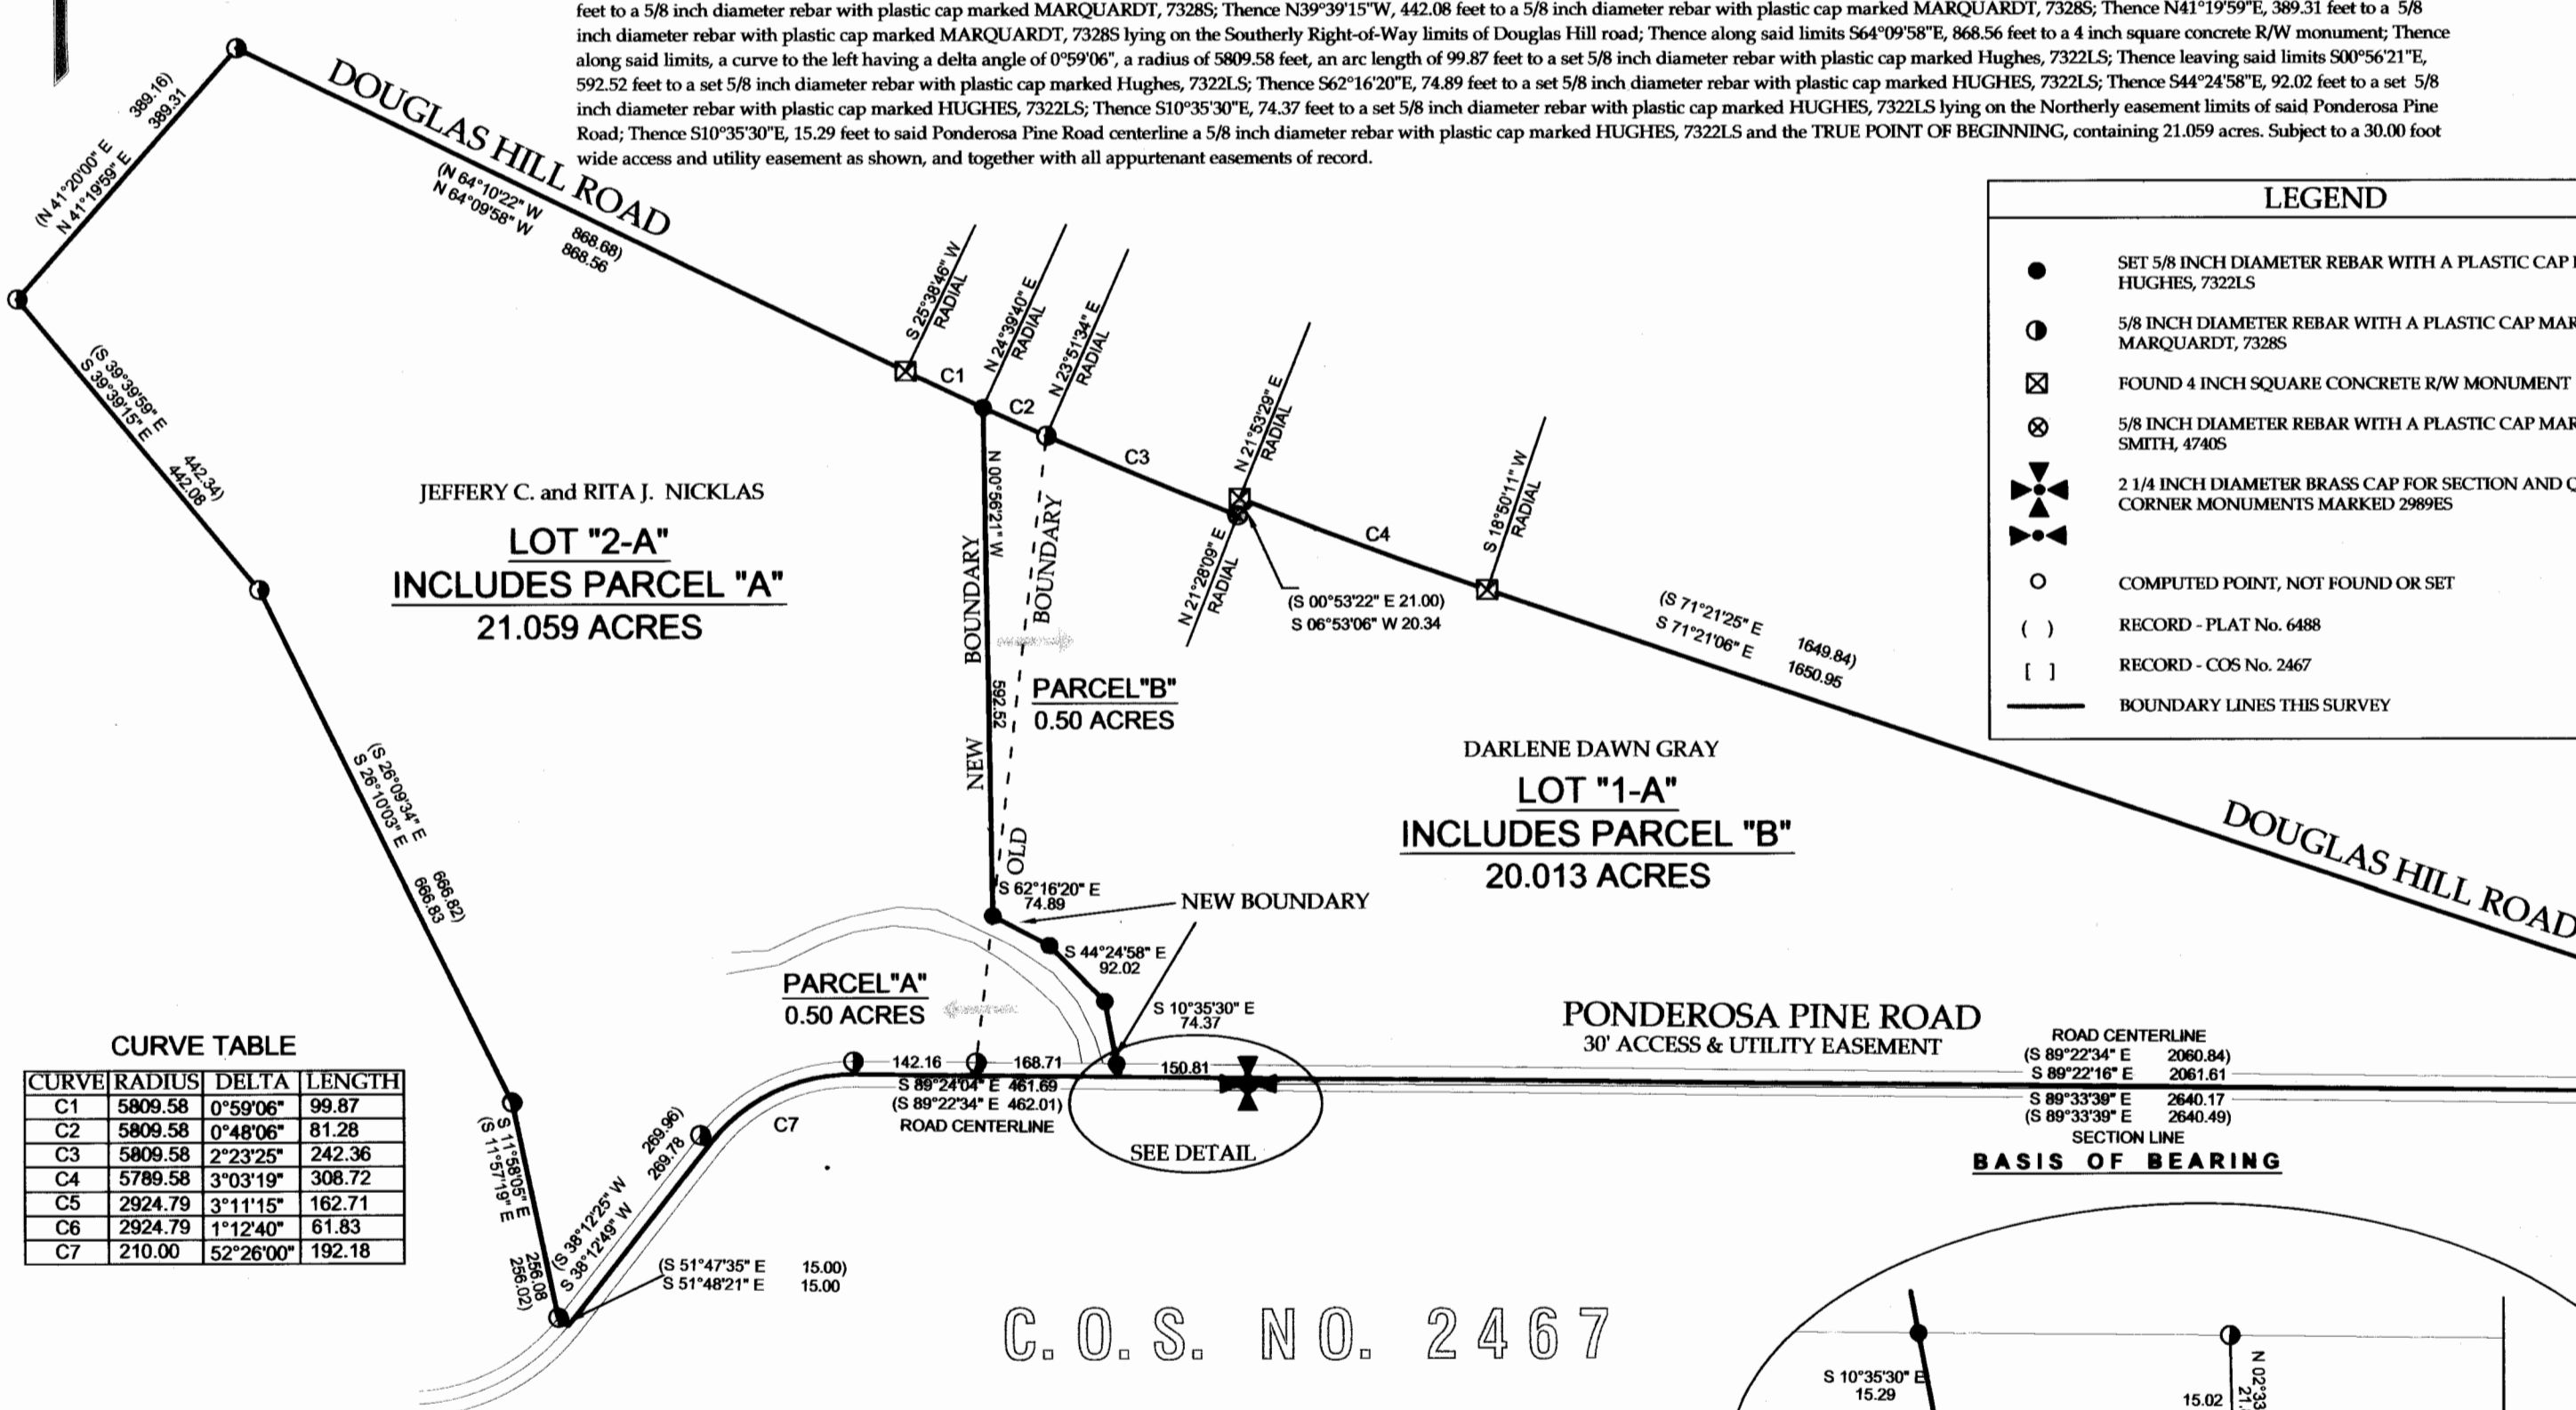 feet to a 5/8 inch diameter rebar with plastic cap marked MARQUARDT, 7328S; Thence N39°39'15"W, 442.08 feet to a 5/8 inch diameter rebar with plastic cap marked MARQUARDT, 7328S; Thence N41°19'59"E, 389.31 feet to a 5/8
inch diameter rebar with plastic cap marked MARQUARDT, 7328S lying on the Southerly Right-of-Way limits of Douglas Hill road; Thence along said limits S64°09'58"E, 868.56 feet to a 4 inch square concrete R/W monument; Thence
along said limits, a curve to the left having a delta angle of 0°59'06", a radius of 5809.58 feet, an arc length of 99.87 feet to a set 5/8 inch diameter rebar with plastic cap marked Hughes, 7322LS; Thence leaving said limits S00°56'21"E,
592.52 feet to a set 5/8 inch diameter rebar with plastic cap marked Hughes, 7322LS; Thence S62°16'20"E, 74.89 feet to a set 5/8 inch diameter rebar with plastic cap marked HUGHES, 7322LS; Thence S44°24'58"E, 92.02 feet to a set 5/8
inch diameter rebar with plastic cap marked HUGHES, 7322LS; Thence S10°35'30"E, 74.37 feet to a set 5/8 inch diameter rebar with plastic cap marked HUGHES, 7322LS lying on the Northerly easement limits of said Ponderosa Pine
Road; Thence S10°35'30"E, 15.29 feet to said Ponderosa Pine Road centerline a 5/8 inch diameter rebar with plastic cap marked HUGHES, 7322LS and the TRUE POINT OF BEGINNING, containing 21.059 acres. Subject to a 30.00 foot
wide access and utility easement as shown, and together with all appurtenant easements of record.
(N 41°20'00" E 389.16)
N 41°19'59" E 389.31
DOUGLAS HILL ROAD
(N 64°10'22" W 868.68)
N 64°09'58" W 868.56
(S 39°39'59" E 442.34)
S 39°39'15" E 442.08
S 25°38'46" W
RADIAL
N 24°39'40" E
RADIAL
N 23°51'34" E
RADIAL
N 21°53'29" E
RADIAL
S 18°50'11" W
RADIAL
N 21°28'09" E
RADIAL
C1
C2
C3
C4
(S 00°53'22" E 21.00)
S 06°53'06" W 20.34
(S 71°21'25" E 1649.84)
S 71°21'06" E 1650.95
DOUGLAS HILL ROAD
LEGEND
SET 5/8 INCH DIAMETER REBAR WITH A PLASTIC CAP
HUGHES, 7322LS
5/8 INCH DIAMETER REBAR WITH A PLASTIC CAP MAR
MARQUARDT, 7328S
FOUND 4 INCH SQUARE CONCRETE R/W MONUMENT
5/8 INCH DIAMETER REBAR WITH A PLASTIC CAP MAR
SMITH, 4740S
2 1/4 INCH DIAMETER BRASS CAP FOR SECTION AND
CORNER MONUMENTS MARKED 2989ES
COMPUTED POINT, NOT FOUND OR SET
( ) RECORD - PLAT No. 6488
[ ] RECORD - COS No. 2467
BOUNDARY LINES THIS SURVEY
JEFFERY C. and RITA J. NICKLAS
LOT "2-A"
INCLUDES PARCEL "A"
21.059 ACRES
N 00°56'21" W 592.52
NEW BOUNDARY
OLD BOUNDARY
PARCEL"B"
0.50 ACRES
DARLENE DAWN GRAY
LOT "1-A"
INCLUDES PARCEL "B"
20.013 ACRES
(S 26°09'34" E 666.82)
S 26°10'03" E 666.83
S 62°16'20" E
74.89
NEW BOUNDARY
S 44°24'58" E
92.02
S 10°35'30" E
74.37
PARCEL"A"
0.50 ACRES
PONDEROSA PINE ROAD
30' ACCESS & UTILITY EASEMENT
142.16
168.71
150.81
S 89°24'04" E 461.69
(S 89°22'34" E 462.01)
ROAD CENTERLINE
SEE DETAIL
ROAD CENTERLINE
(S 89°22'34" E 2060.84)
S 89°22'16" E 2061.61
S 89°33'39" E 2640.17
(S 89°33'39" E 2640.49)
SECTION LINE
BASIS OF BEARING
CURVE TABLE
CURVE RADIUS DELTA LENGTH
C1 5809.58 0°59'06" 99.87
C2 5809.58 0°48'06" 81.28
C3 5809.58 2°23'25" 242.36
C4 5789.58 3°03'19" 308.72
C5 2924.79 3°11'15" 162.71
C6 2924.79 1°12'40" 61.83
C7 210.00 52°26'00" 192.18
S 11°58'05" E 256.08
(S 11°57'19" E 256.02)
(S 38°12'25" W 269.96)
S 38°12'49" W 269.78
C7
(S 51°47'35" E 15.00)
S 51°48'21" E 15.00
C.O.S. NO. 2467
S 10°35'30" E
15.29
15.02
N 02°33